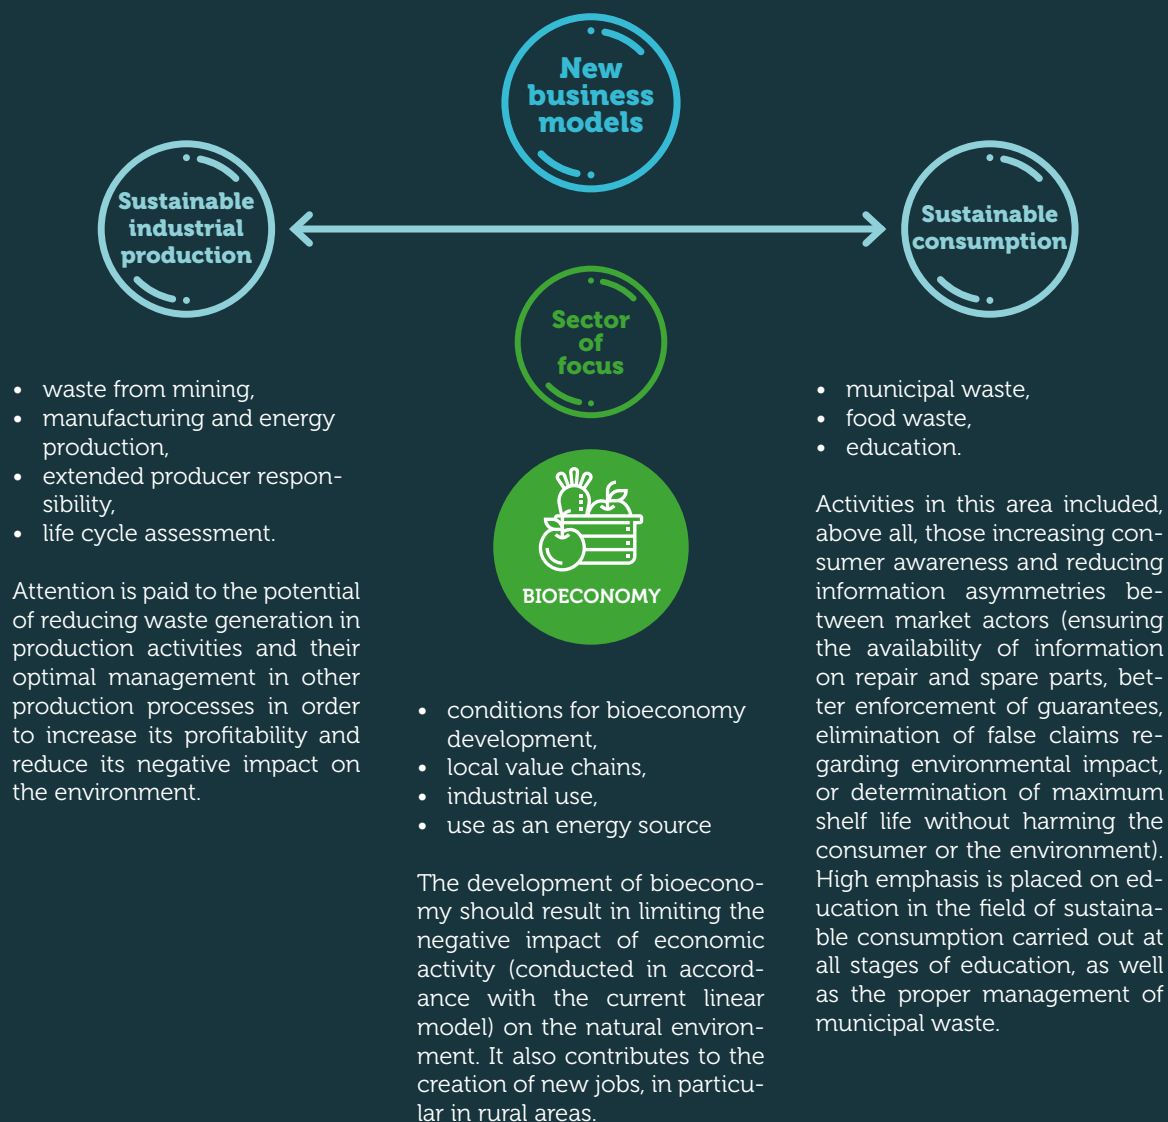 New
business
models
Sustainable
industrial
production
Sustainable
consumption
Sector
of
focus
• waste from mining,
• manufacturing and energy
production,
• extended producer respon-
sibility,
• life cycle assessment.
Attention is paid to the potential
of reducing waste generation in
production activities and their
optimal management in other
production processes in order
to increase its profitability and
reduce its negative impact on
the environment.
BIOECONOMY
• conditions for bioeconomy
development,
• local value chains,
• industrial use,
• use as an energy source
The development of bioecono-
my should result in limiting the
negative impact of economic
activity (conducted in accord-
ance with the current linear
model) on the natural environ-
ment. It also contributes to the
creation of new jobs, in particu-
lar in rural areas.
• municipal waste,
• food waste,
• education.
Activities in this area included,
above all, those increasing con-
sumer awareness and reducing
information asymmetries be-
tween market actors (ensuring
the availability of information
on repair and spare parts, bet-
ter enforcement of guarantees,
elimination of false claims re-
garding environmental impact,
or determination of maximum
shelf life without harming the
consumer or the environment).
High emphasis is placed on ed-
ucation in the field of sustaina-
ble consumption carried out at
all stages of education, as well
as the proper management of
municipal waste.